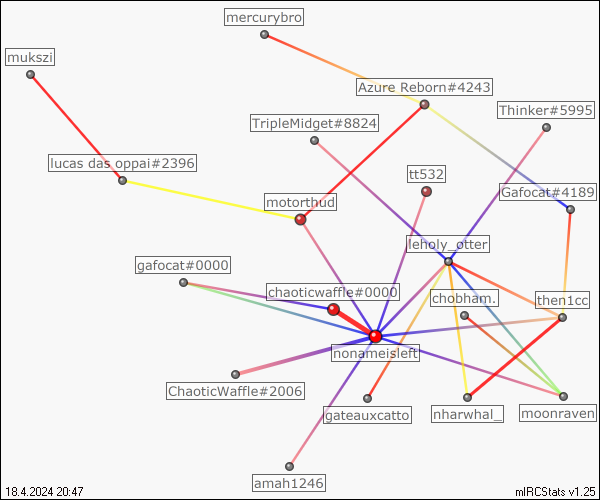 mercurybro
mukszi
Azure Reborn#4243
Thinker#5995
TripleMidget#8824
lucas das oppai#2396
tt532
Gafocat#4189
motorthud
leholy_otter
gafocat#0000
chaoticwaffle#0000
chobham.
then1cc
nonameisleft
ChaoticWaffle#2006
gateauxcatto
nharwhal_
moonraven
amah1246
18.4.2024 20:47
mIRCStats v1.25